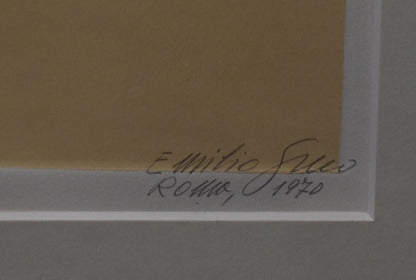 Emilio Greco
Roma, 1970